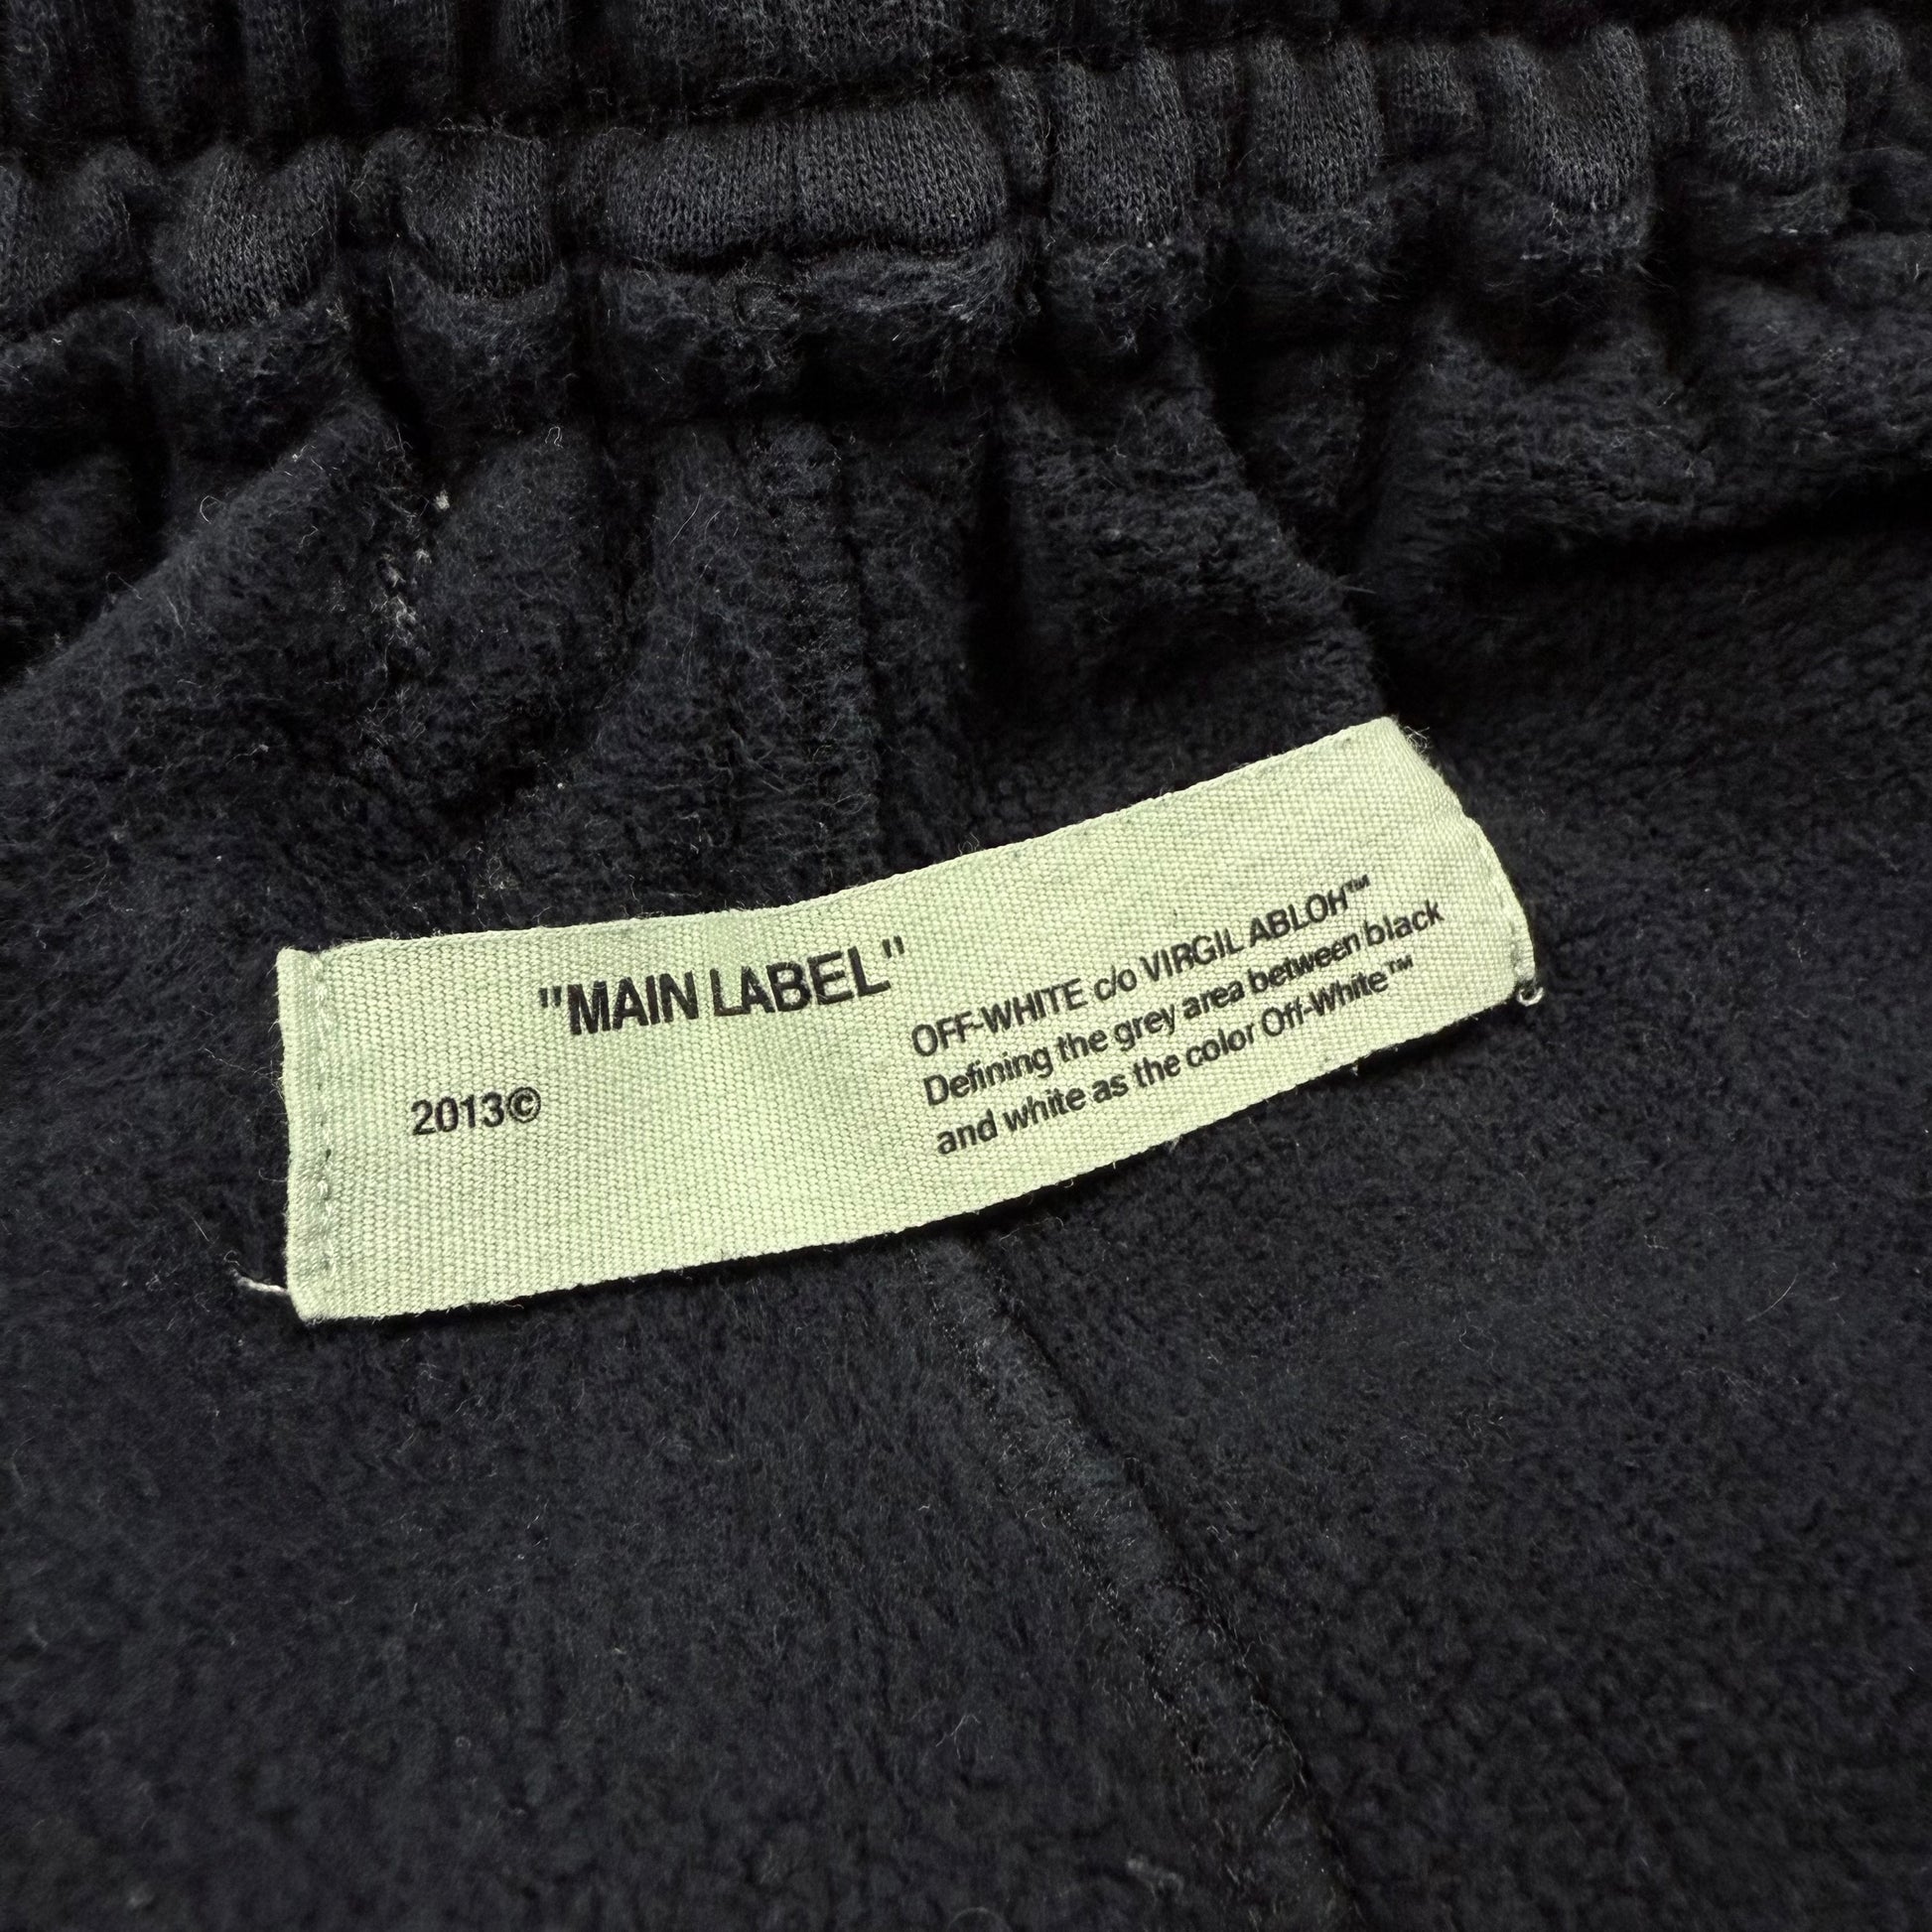 "MAIN LABEL"
2013©
OFF-WHITE c/o VIRGIL ABLOH™
Defining the grey area between black
and white as the color Off-White™